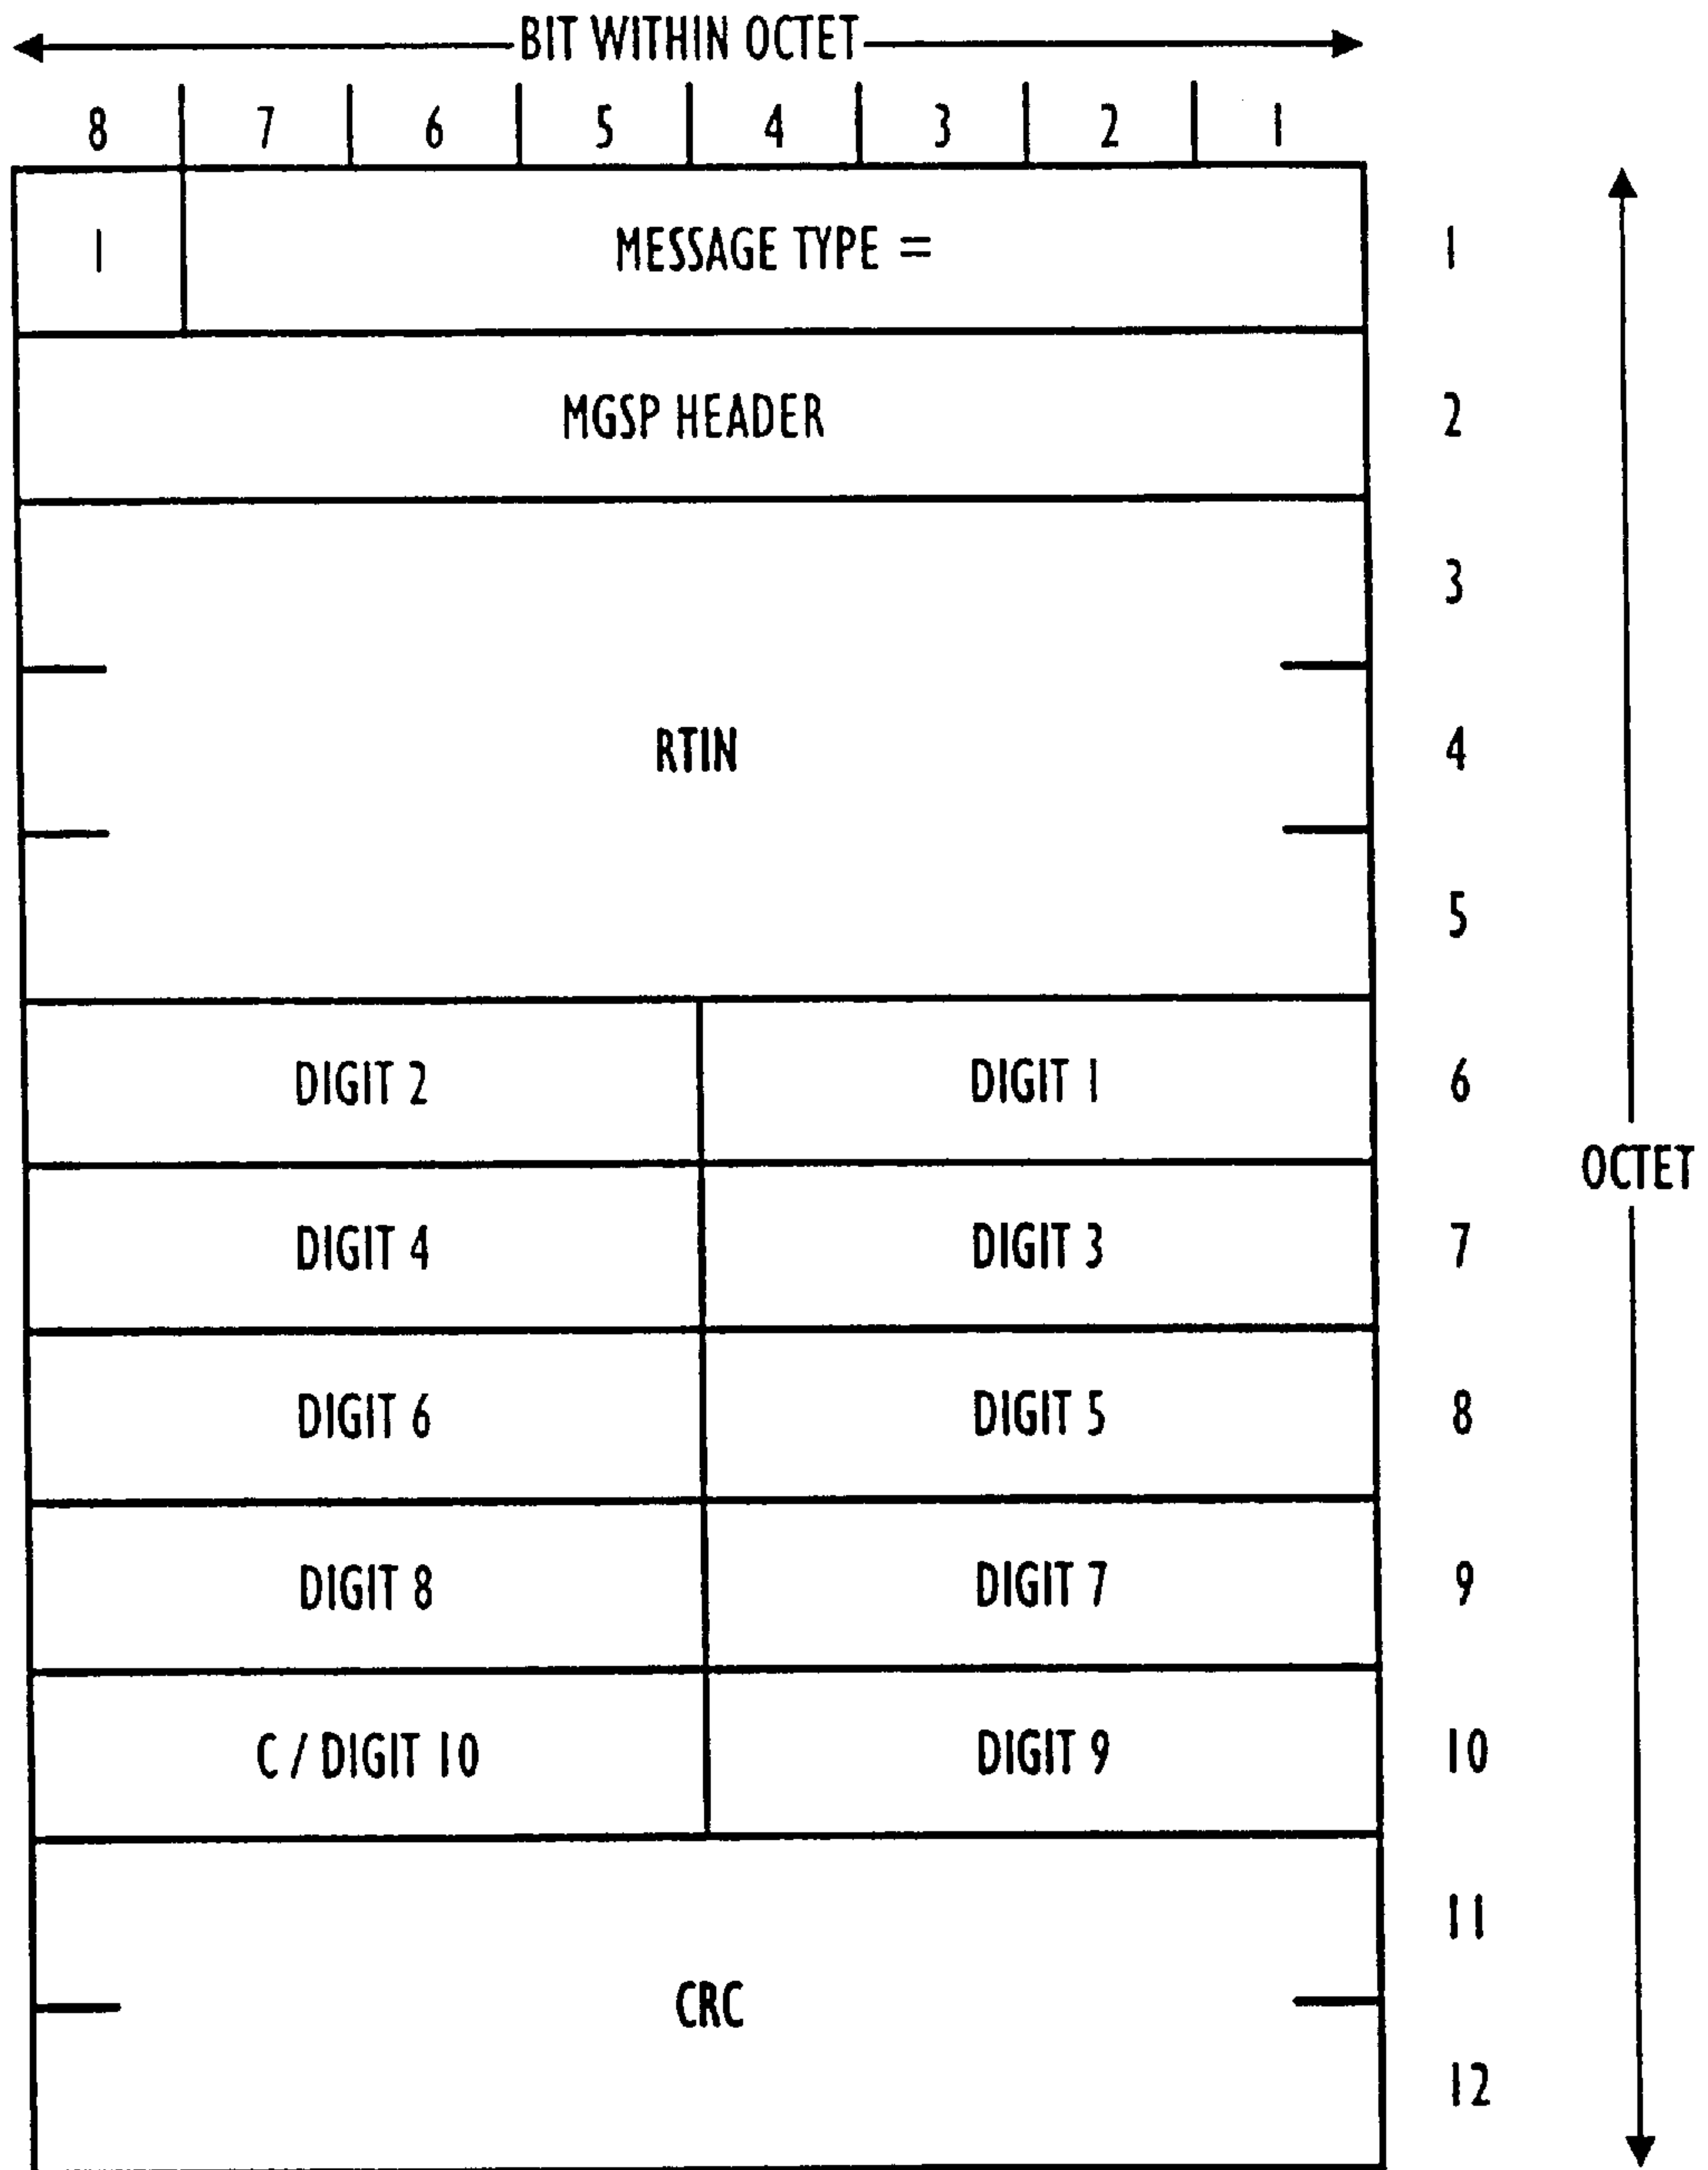 BIT WITHIN OCTET
8 7 6 5 4 3 2 1
1 MESSAGE TYPE = 1
MGSP HEADER 2
3
RTIN 4
5
DIGIT 2 DIGIT 1 6
OCTET
DIGIT 4 DIGIT 3 7
DIGIT 6 DIGIT 5 8
DIGIT 8 DIGIT 7 9
C / DIGIT 10 DIGIT 9 10
11
CRC
12